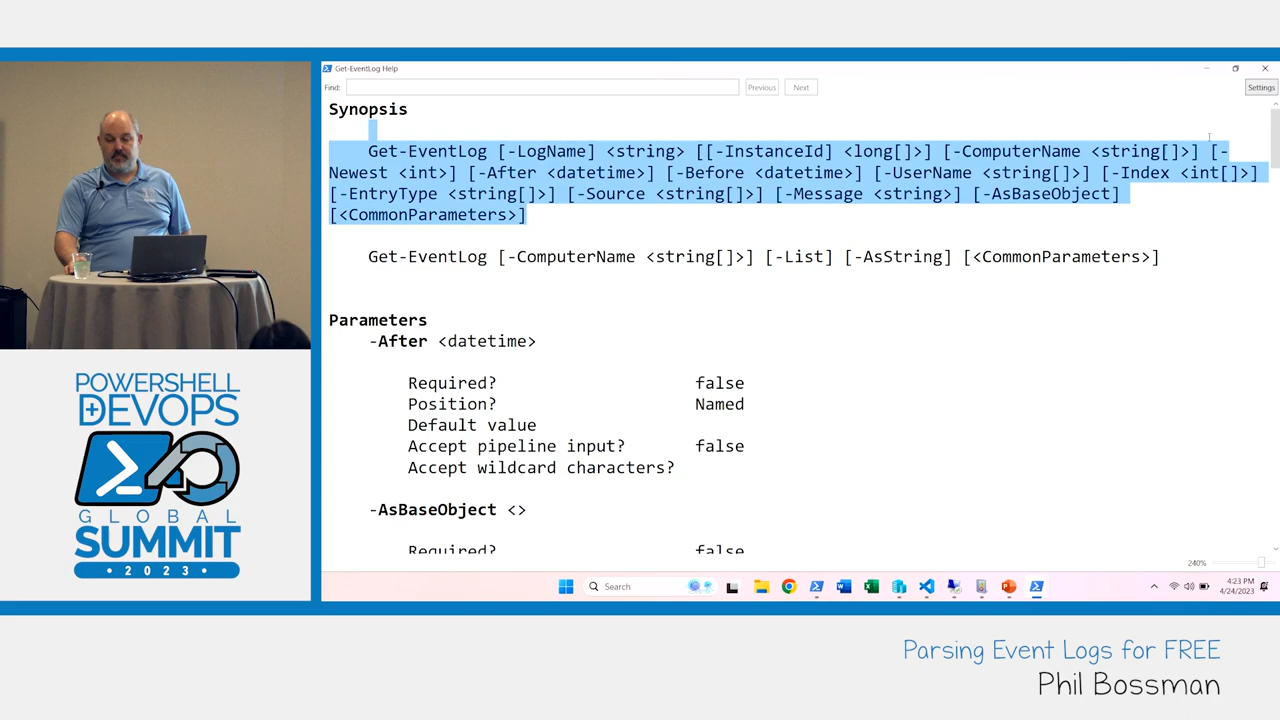 Get-EventLog Help
Find:
Previous
Next
Settings
Synopsis
Get-EventLog [-LogName] <string> [[-InstanceId] <long[]>] [-ComputerName <string[]>] [-
Newest <int>] [-After <datetime>] [-Before <datetime>] [-UserName <string[]>] [-Index <int[]>]
[-EntryType <string[]>] [-Source <string[]>] [-Message <string>] [-AsBaseObject]
[<CommonParameters>]
Get-EventLog [-ComputerName <string[]>] [-List] [-AsString] [<CommonParameters>]
Parameters
-After <datetime>
Required? false
Position? Named
Default value
Accept pipeline input? false
Accept wildcard characters?
-AsBaseObject <>
Required? false
240%
Search
4:23 PM
4/24/2023
POWERSHELL
+DEVOPS
GLOBAL
SUMMIT
• 2023 •
Parsing Event Logs for FREE
Phil Bossman